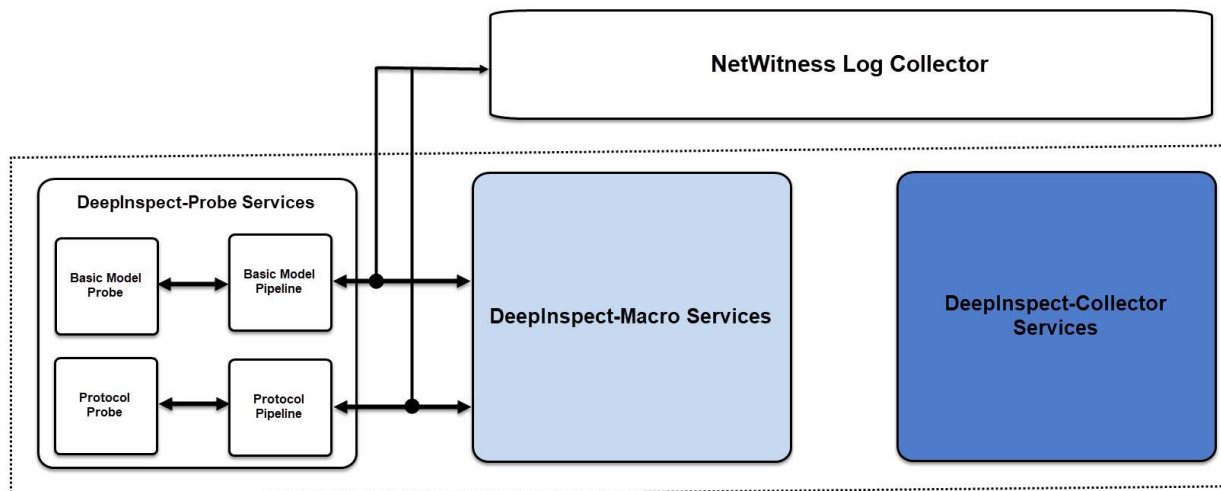 NetWitness Log Collector
DeepInspect-Probe Services
Basic Model
Probe
Basic Model
Pipeline
Protocol
Probe
Protocol
Pipeline
DeepInspect-Macro Services
DeepInspect-Collector
Services